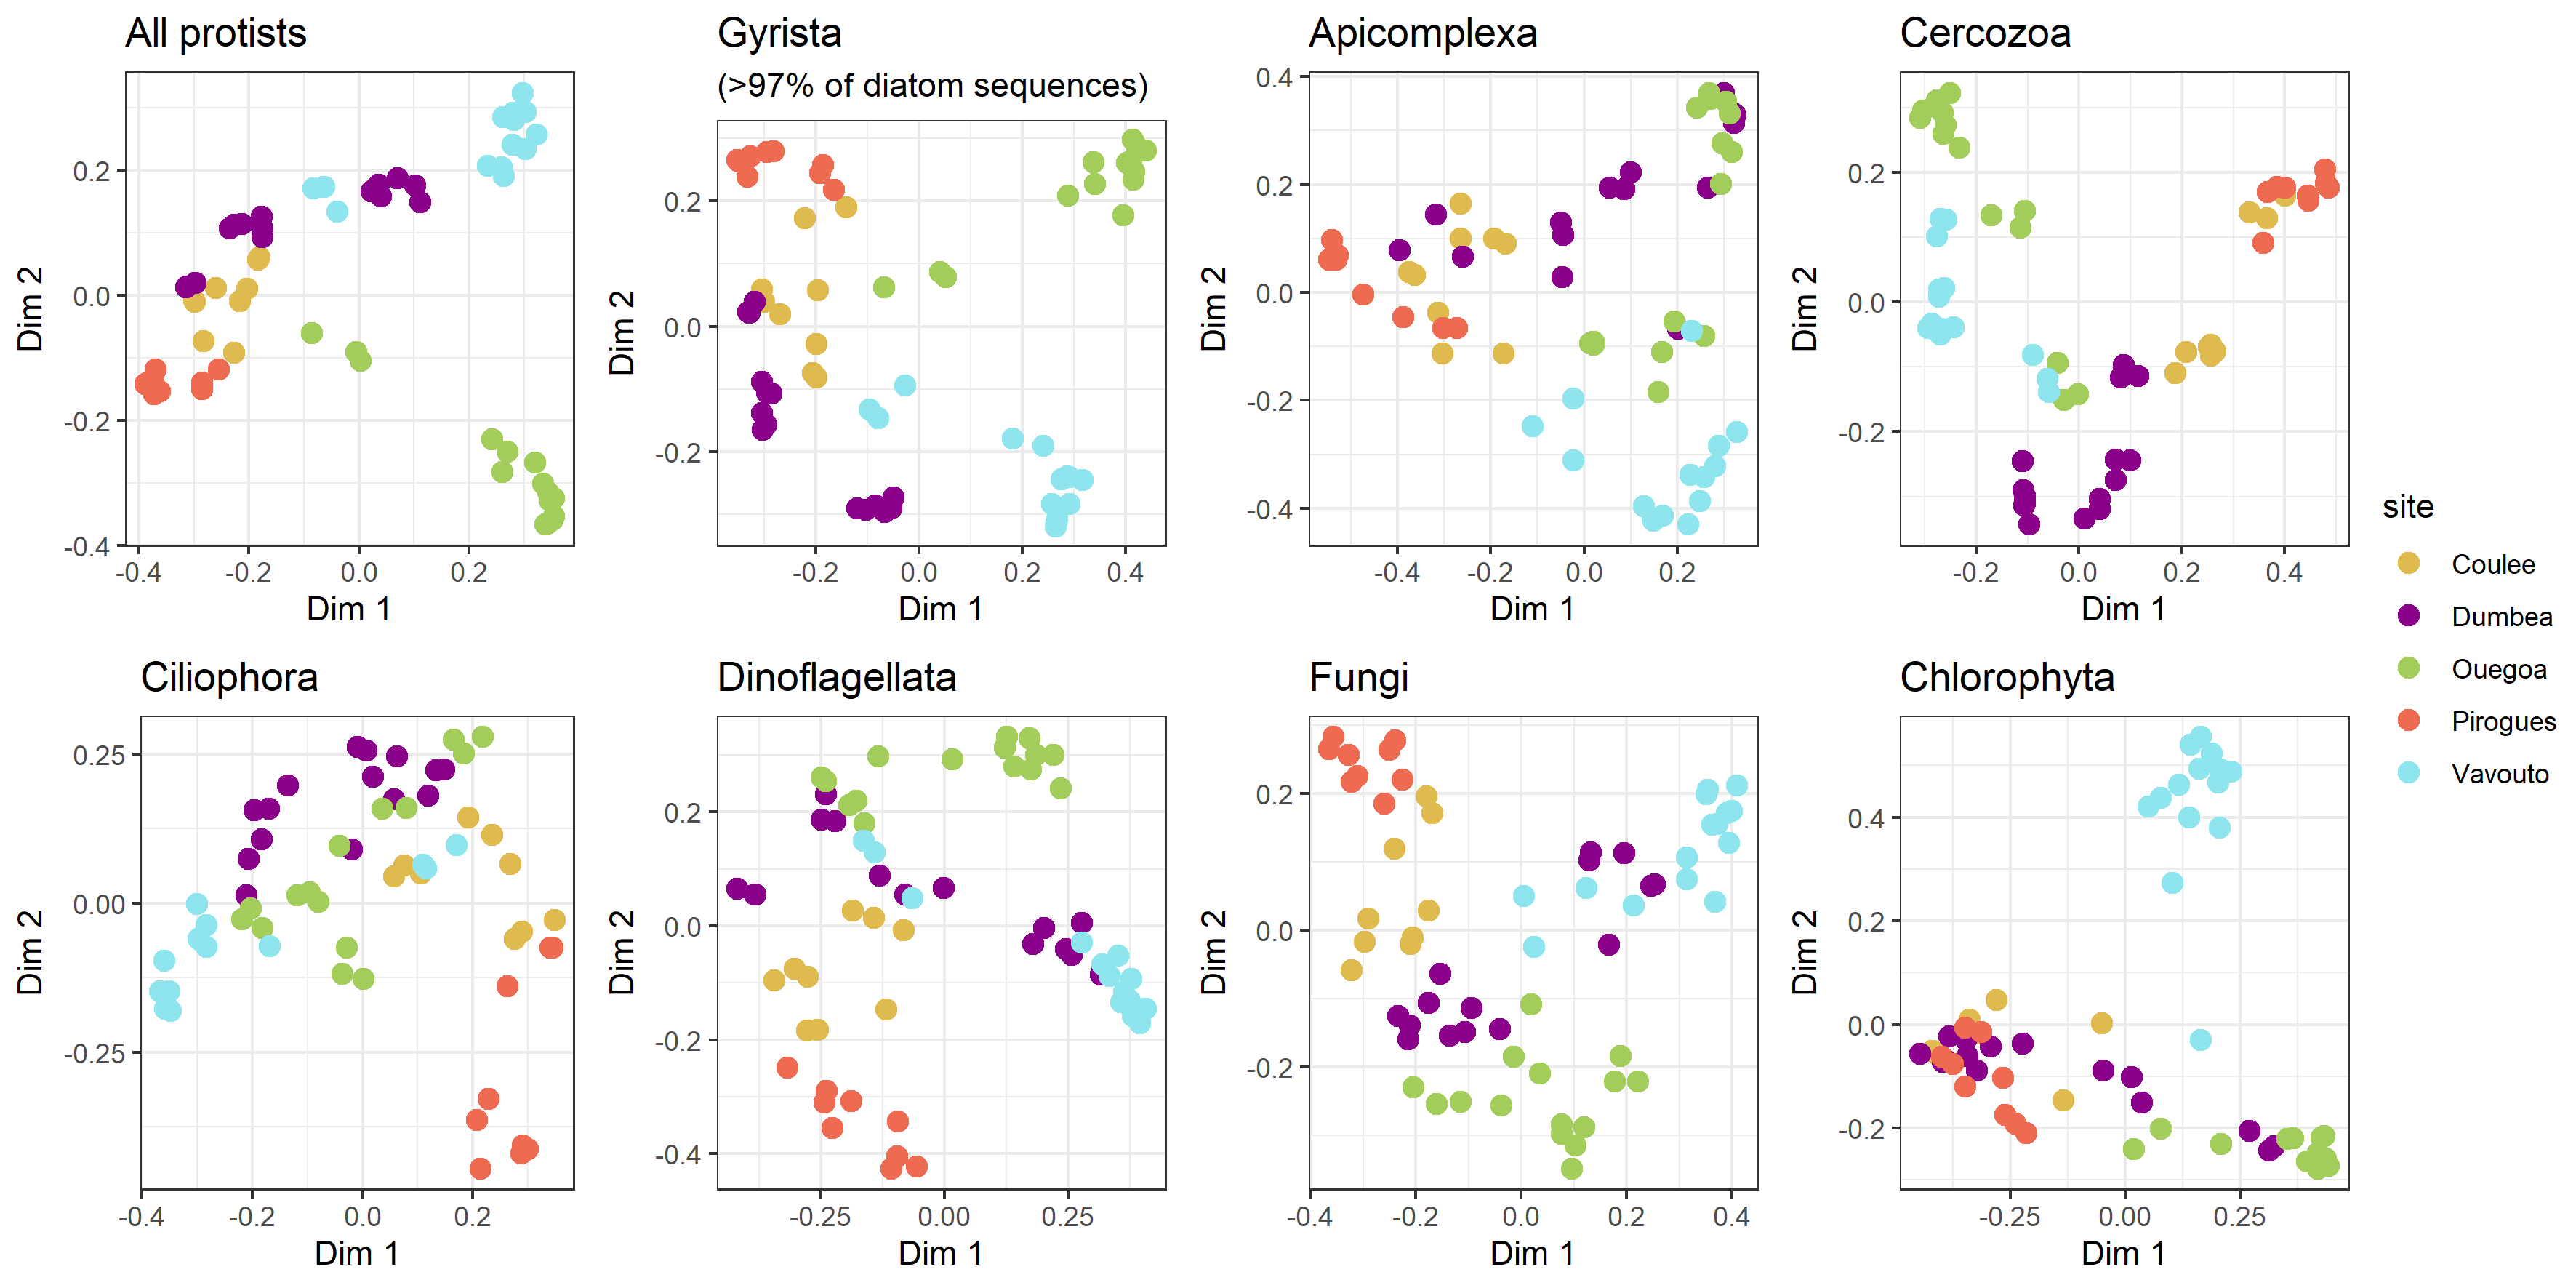 All protists
Dim 2
0.2
0.0
-0.2
-0.4
-0.4 -0.2 0.0 0.2
Dim 1
Gyrista
(>97% of diatom sequences)
Dim 2
0.2
0.0
-0.2
-0.2 0.0 0.2 0.4
Dim 1
Apicomplexa
Dim 2
0.4
0.2
0.0
-0.2
-0.4
-0.4 -0.2 0.0 0.2
Dim 1
Cercozoa
Dim 2
0.2
0.0
-0.2
-0.2 0.0 0.2 0.4
Dim 1
Ciliophora
Dim 2
0.25
0.00
-0.25
-0.4 -0.2 0.0 0.2
Dim 1
Dinoflagellata
Dim 2
0.2
0.0
-0.2
-0.4
-0.25 0.00 0.25
Dim 1
Fungi
Dim 2
0.2
0.0
-0.2
-0.4 -0.2 0.0 0.2 0.4
Dim 1
Chlorophyta
Dim 2
0.4
0.2
0.0
-0.2
-0.25 0.00 0.25
Dim 1
site
Coulee
Dumbea
Ouegoa
Pirogues
Vavouto